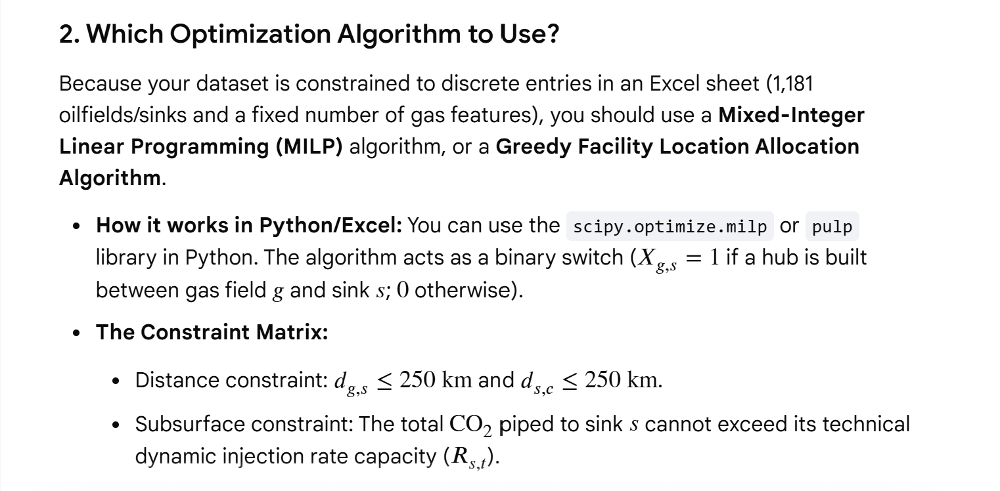 2. Which Optimization Algorithm to Use?
Because your dataset is constrained to discrete entries in an Excel sheet (1,181
oilfields/sinks and a fixed number of gas features), you should use a Mixed-Integer
Linear Programming (MILP) algorithm, or a Greedy Facility Location Allocation
Algorithm.
• How it works in Python/Excel: You can use the scipy.optimize.milp or pulp
library in Python. The algorithm acts as a binary switch (X_{g,s} = 1 if a hub is built
between gas field g and sink s; 0 otherwise).
• The Constraint Matrix:
• Distance constraint: d_{g,s} ≤ 250 km and d_{s,c} ≤ 250 km.
• Subsurface constraint: The total CO₂ piped to sink s cannot exceed its technical
dynamic injection rate capacity (R_{s,t}).